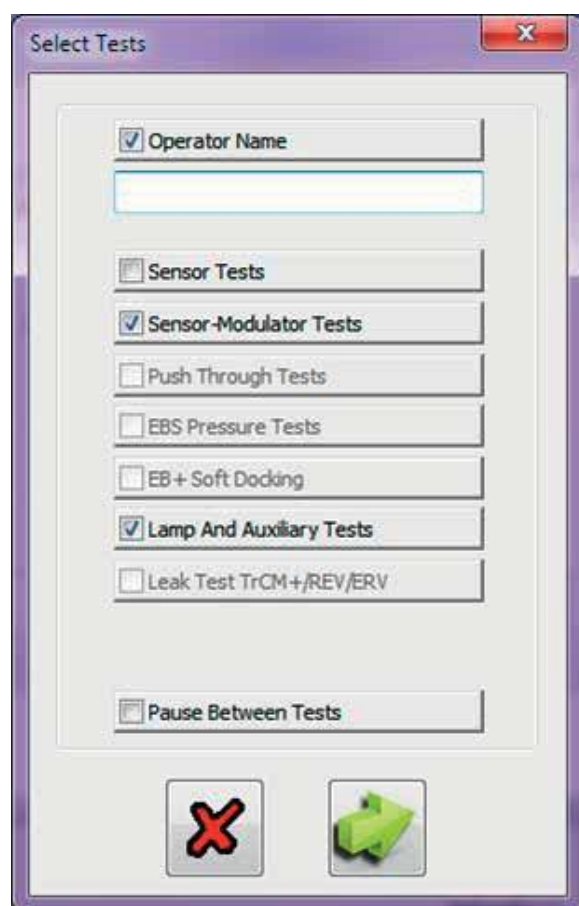 Select Tests
Operator Name
Sensor Tests
Sensor-Modulator Tests
Push Through Tests
EBS Pressure Tests
EB+ Soft Docking
Lamp And Auxiliary Tests
Leak Test TrCM+/REV/ERV
Pause Between Tests